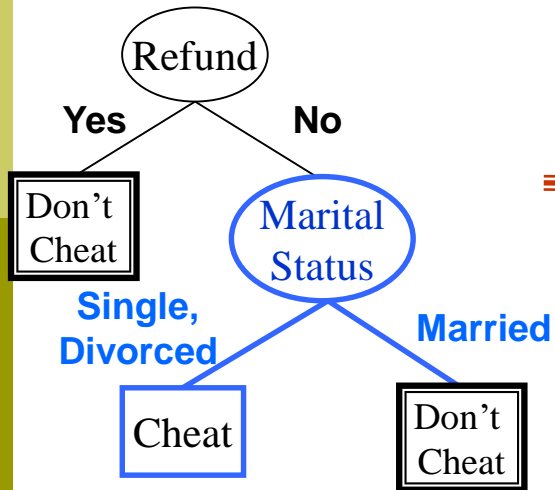 Refund
Yes
No
Don’t
Cheat
Marital
Status
Single,
Divorced
Married
Cheat
Don’t
Cheat